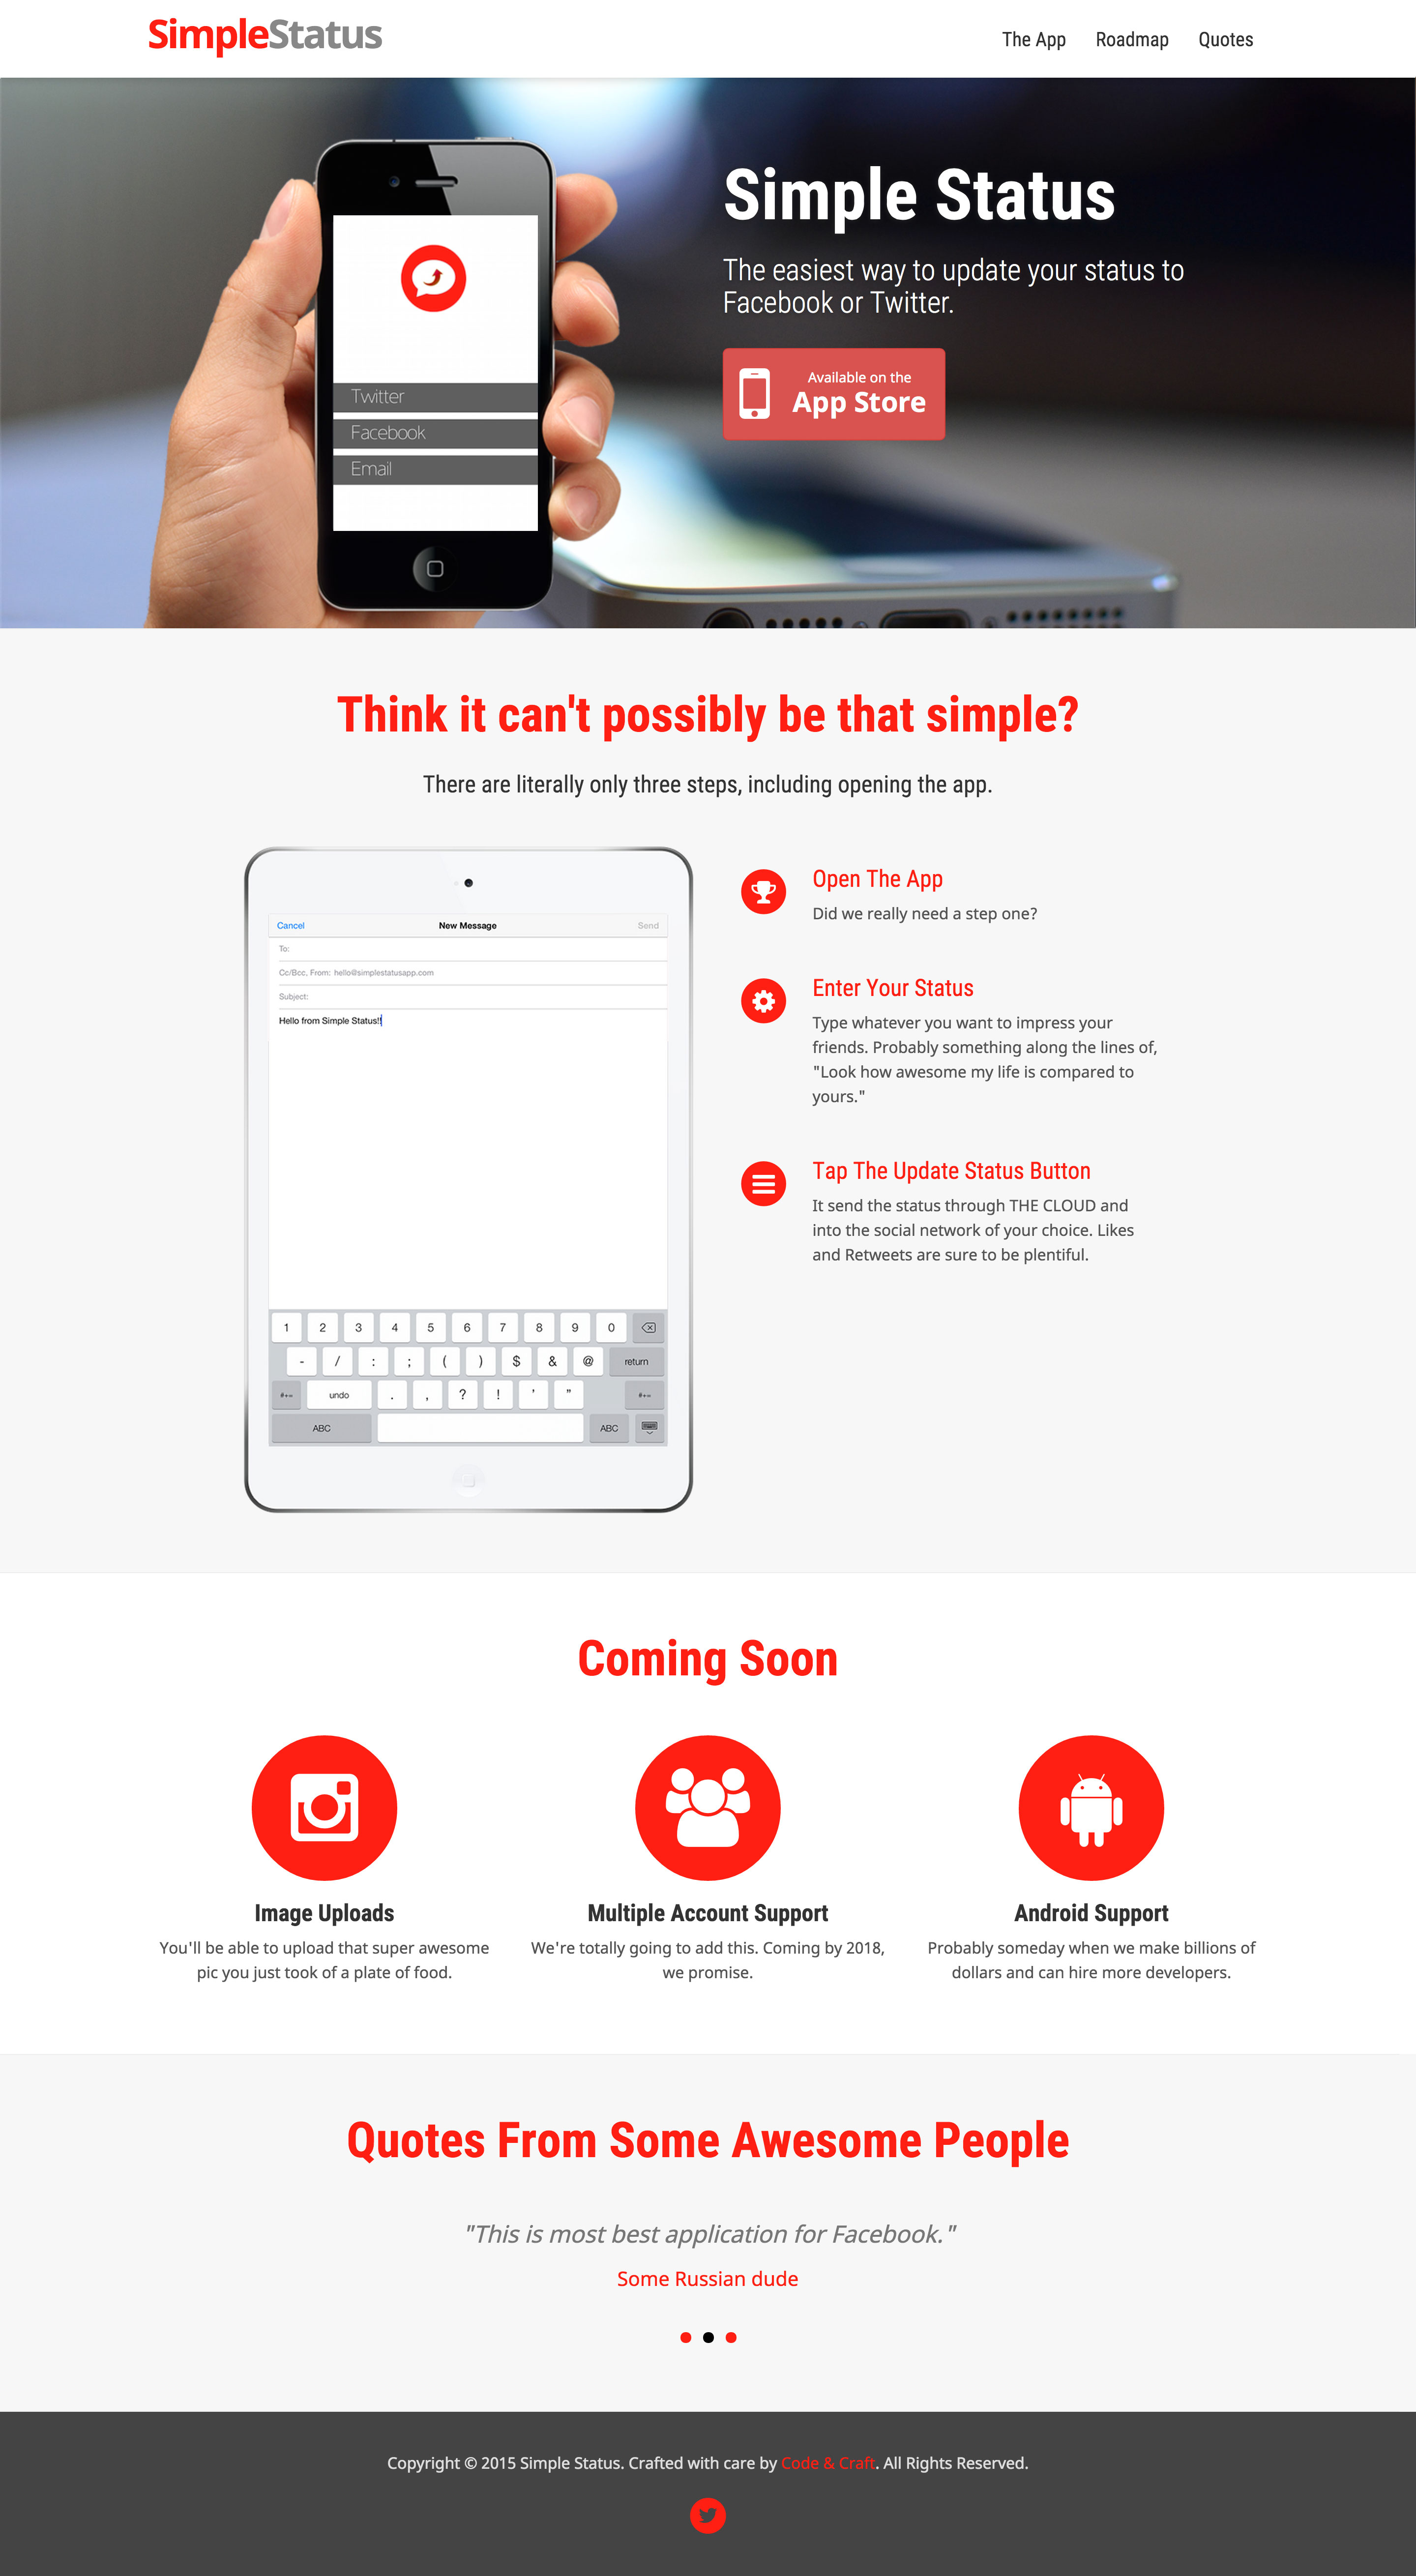 SimpleStatus
The App Roadmap Quotes
Simple Status
The easiest way to update your status to
Facebook or Twitter.
Available on the
App Store
Twitter
Facebook
Email
Think it can't possibly be that simple?
There are literally only three steps, including opening the app.
Cancel New Message Send
To:
Cc/Bcc, From: hello@simplestatusapp.com
Subject:
Hello from Simple Status!!
1 2 3 4 5 6 7 8 9 0
- / : ; ( ) $ & @ return
#+= undo . , ? ! ' " #+=
ABC ABC
Open The App
Did we really need a step one?
Enter Your Status
Type whatever you want to impress your
friends. Probably something along the lines of,
"Look how awesome my life is compared to
yours."
Tap The Update Status Button
It send the status through THE CLOUD and
into the social network of your choice. Likes
and Retweets are sure to be plentiful.
Coming Soon
Image Uploads
You'll be able to upload that super awesome
pic you just took of a plate of food.
Multiple Account Support
We're totally going to add this. Coming by 2018,
we promise.
Android Support
Probably someday when we make billions of
dollars and can hire more developers.
Quotes From Some Awesome People
"This is most best application for Facebook."
Some Russian dude
Copyright © 2015 Simple Status. Crafted with care by Code & Craft. All Rights Reserved.